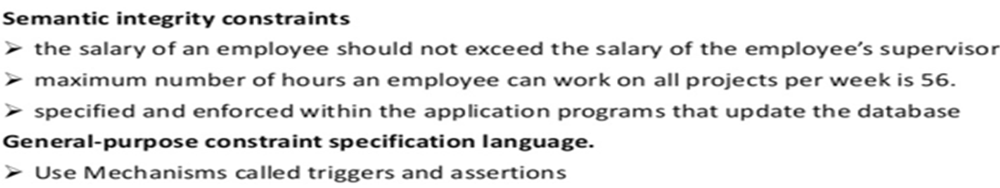 Semantic integrity constraints
➢ the salary of an employee should not exceed the salary of the employee's supervisor
➢ maximum number of hours an employee can work on all projects per week is 56.
➢ specified and enforced within the application programs that update the database
General-purpose constraint specification language.
➢ Use Mechanisms called triggers and assertions